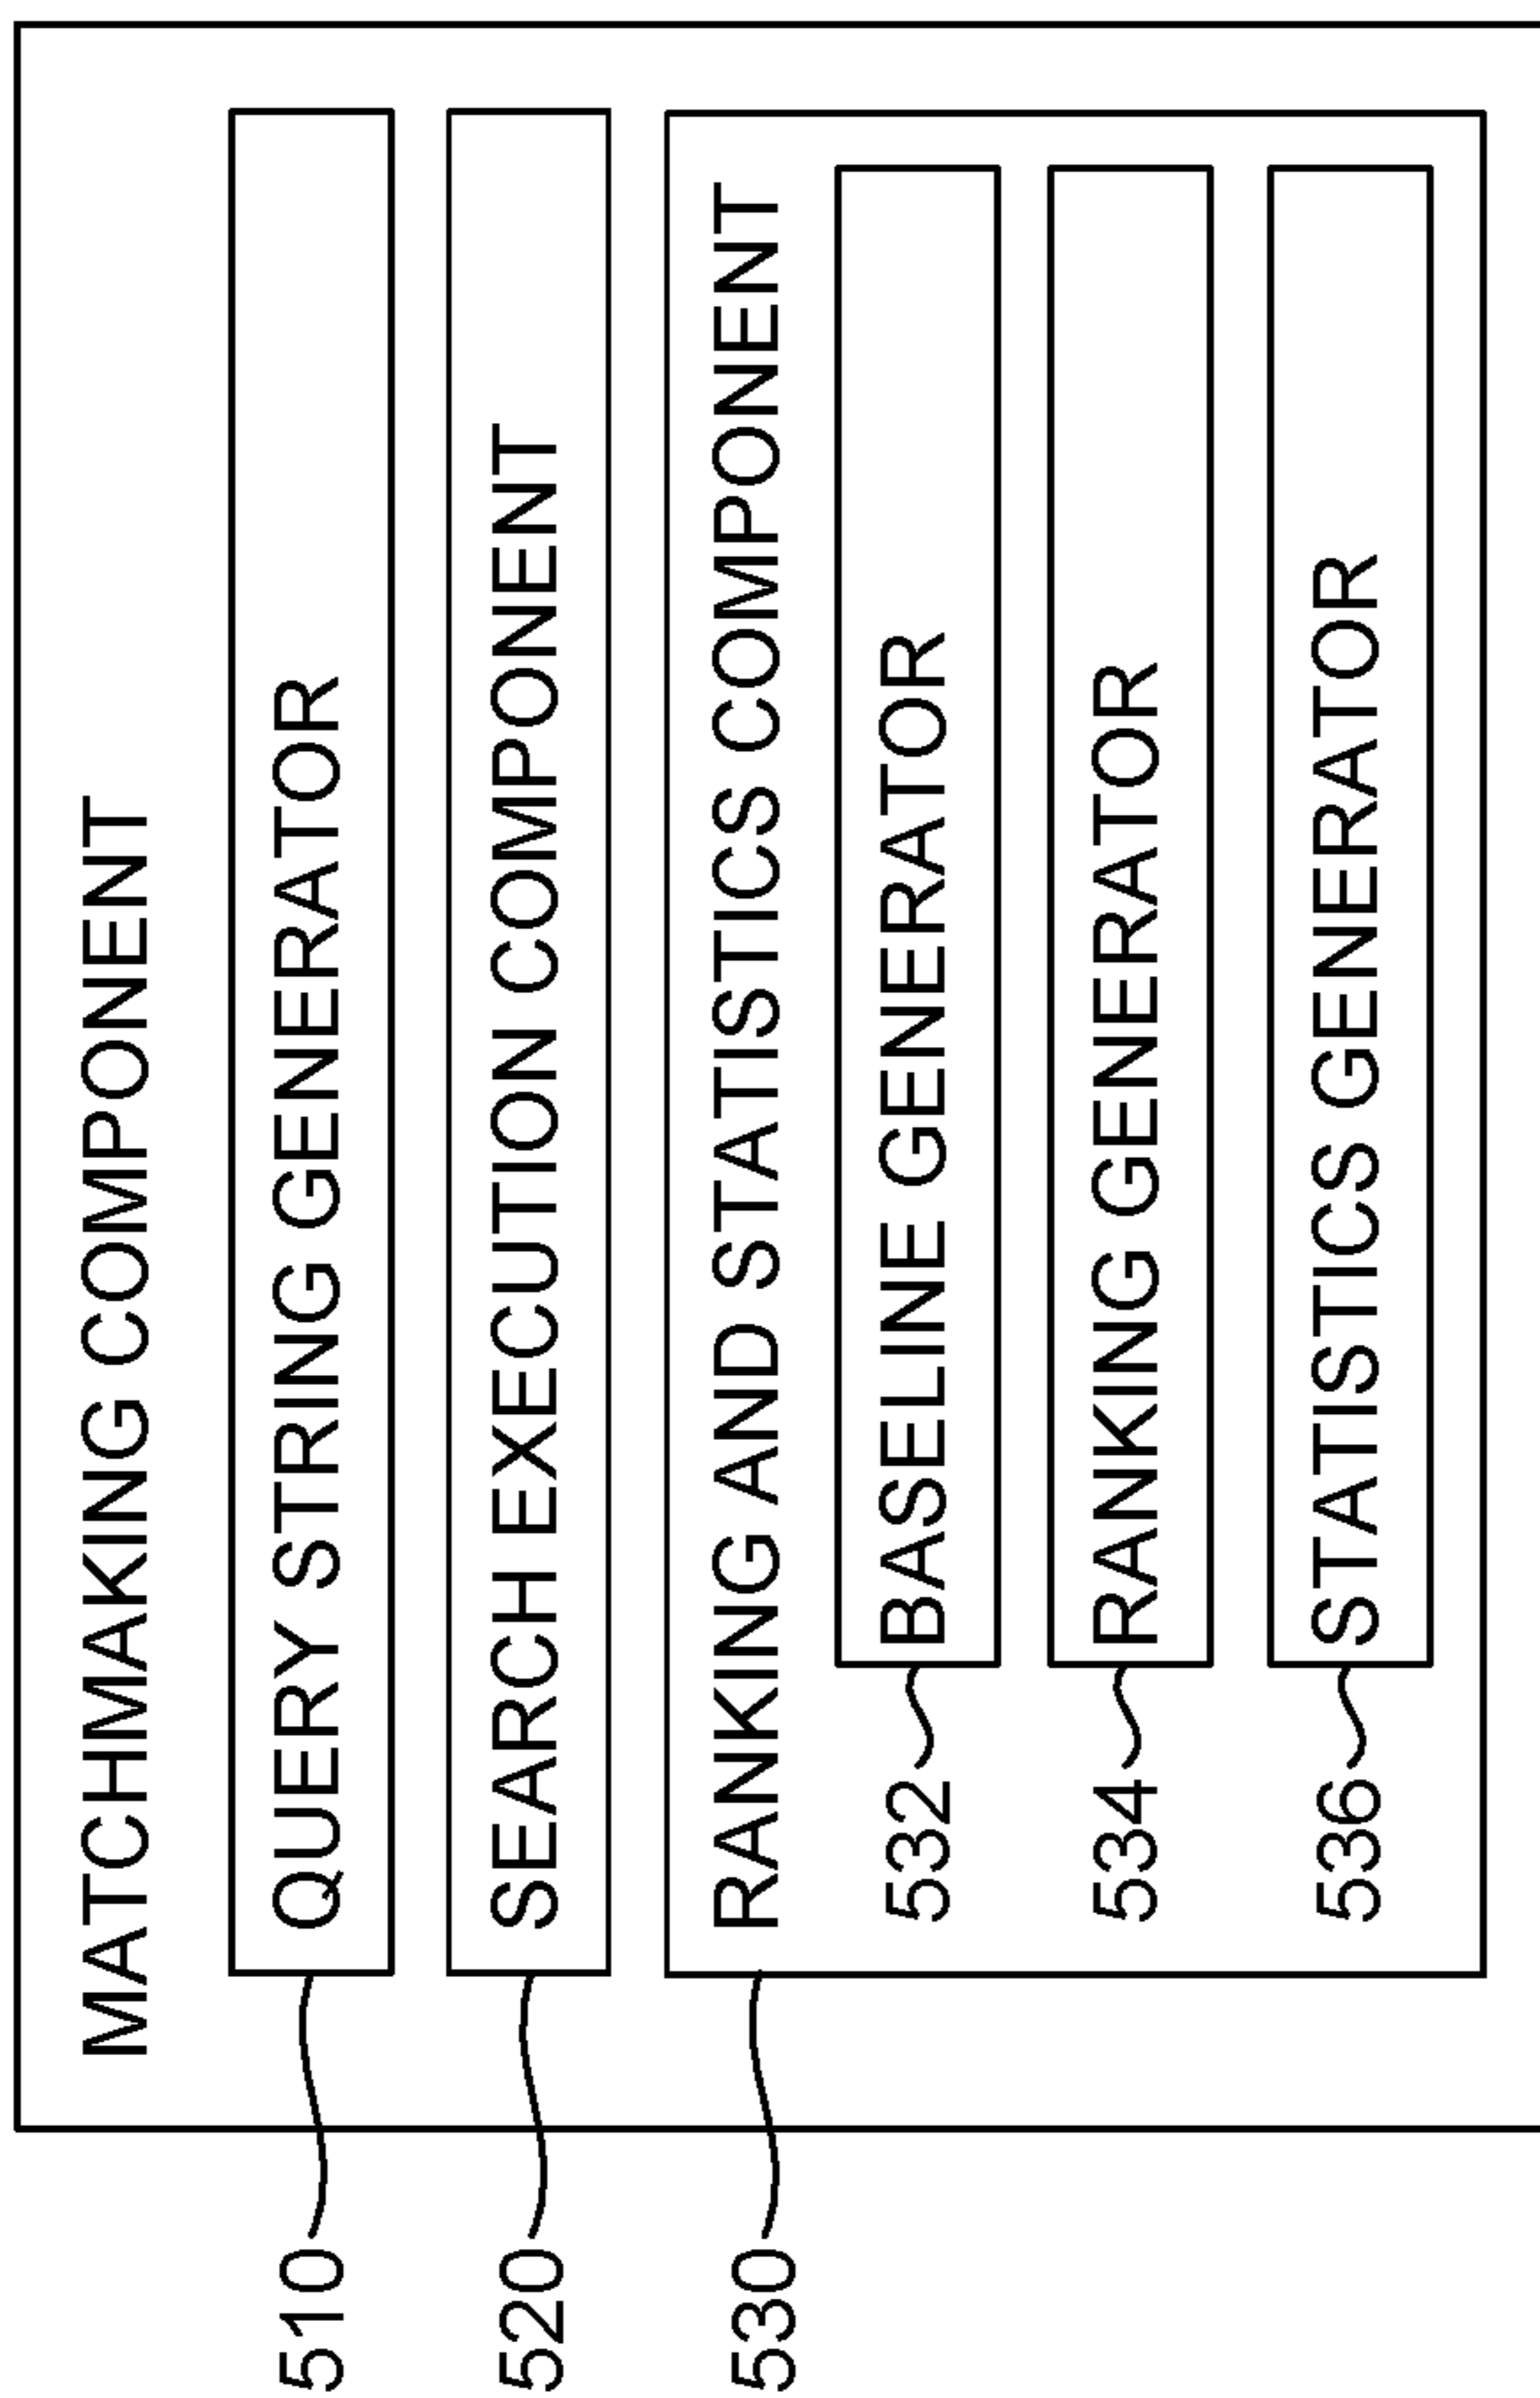 MATCHMAKING COMPONENT
510 QUERY STRING GENERATOR
520 SEARCH EXECUTION COMPONENT
530 RANKING AND STATISTICS COMPONENT
532 BASELINE GENERATOR
534 RANKING GENERATOR
536 STATISTICS GENERATOR